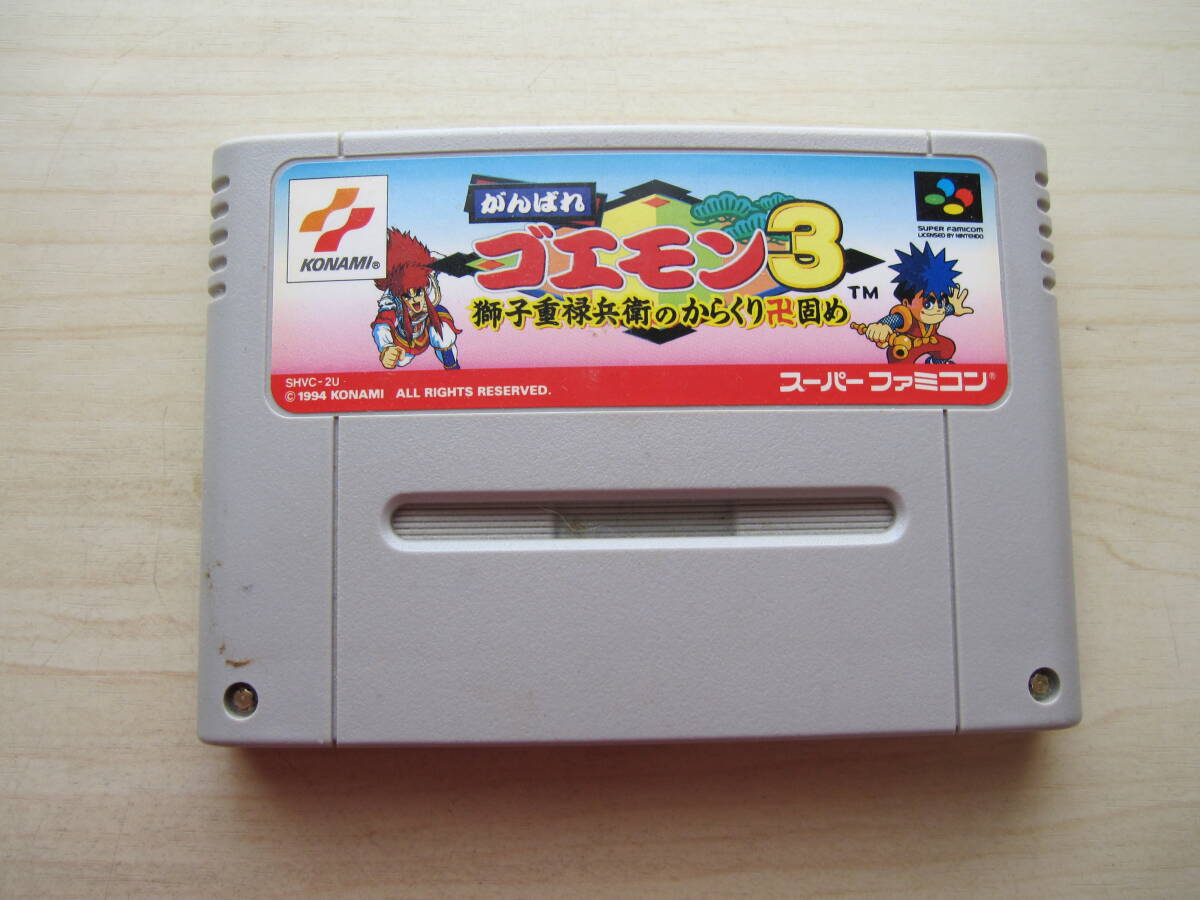 KONAMI®
がんばれ
ゴエモン3
TM
獅子重禄兵衛のからくり卍固め
SUPER FAMICOM
LICENSED BY NINTENDO
SHVC-2U
© 1994 KONAMI ALL RIGHTS RESERVED.
スーパーファミコン®